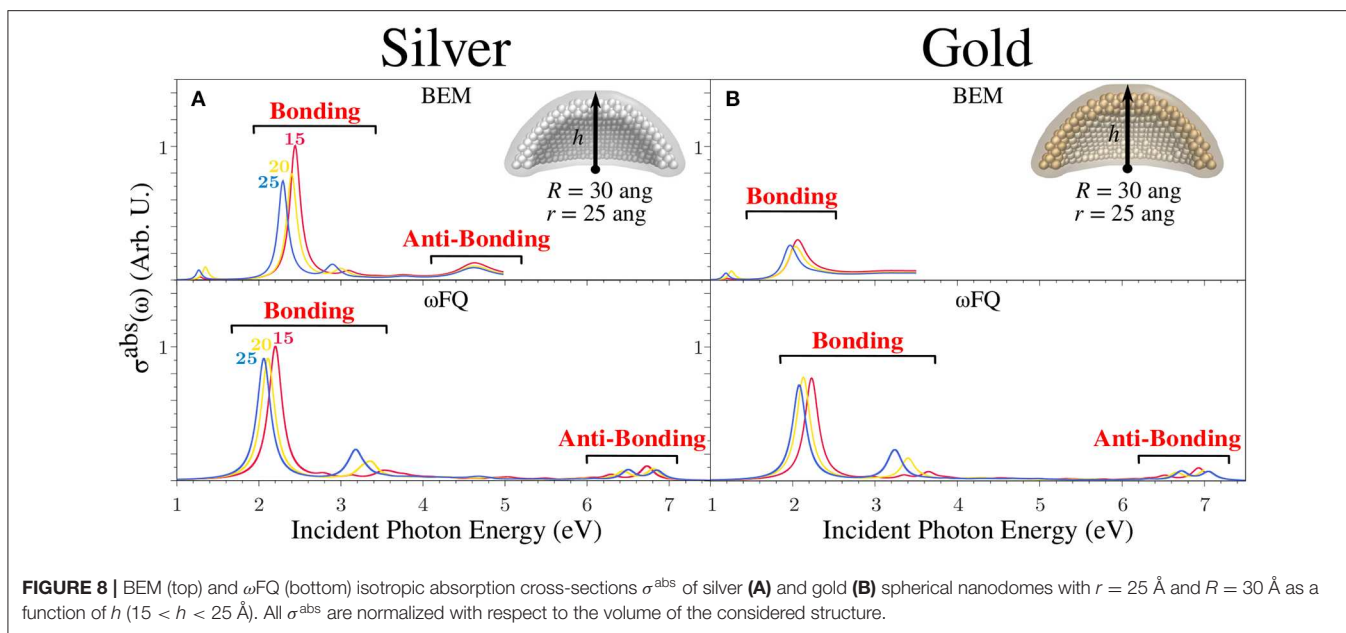 Silver
Gold
A
BEM
Bonding
15
20
25
1
h
R = 30 ang
r = 25 ang
Anti-Bonding
B
BEM
Bonding
1
h
R = 30 ang
r = 25 ang
σ^abs(ω) (Arb. U.)
ωFQ
Bonding
15
20
25
1
Anti-Bonding
1 2 3 4 5 6 7
Incident Photon Energy (eV)
ωFQ
Bonding
1
Anti-Bonding
1 2 3 4 5 6 7
Incident Photon Energy (eV)
FIGURE 8 | BEM (top) and ωFQ (bottom) isotropic absorption cross-sections σ^abs of silver (A) and gold (B) spherical nanodomes with r = 25 Å and R = 30 Å as a
function of h (15 < h < 25 Å). All σ^abs are normalized with respect to the volume of the considered structure.